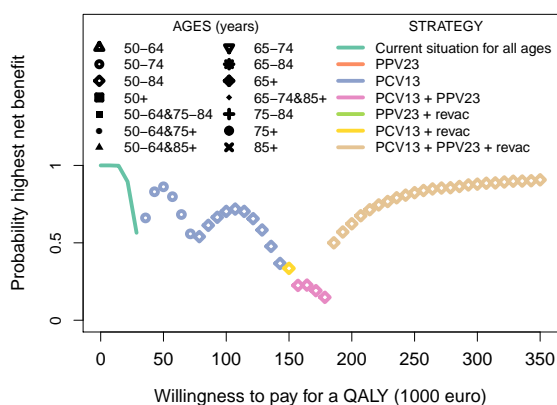 AGES (years)
STRATEGY
50−64
50−74
50−84
50+
50−64&75−84
50−64&75+
50−64&85+
65−74
65−84
65+
65−74&85+
75−84
75+
85+
Current situation for all ages
PPV23
PCV13
PCV13 + PPV23
PPV23 + revac
PCV13 + revac
PCV13 + PPV23 + revac
Probability highest net benefit
1
0.5
0
0 50 100 150 200 250 300 350
Willingness to pay for a QALY (1000 euro)